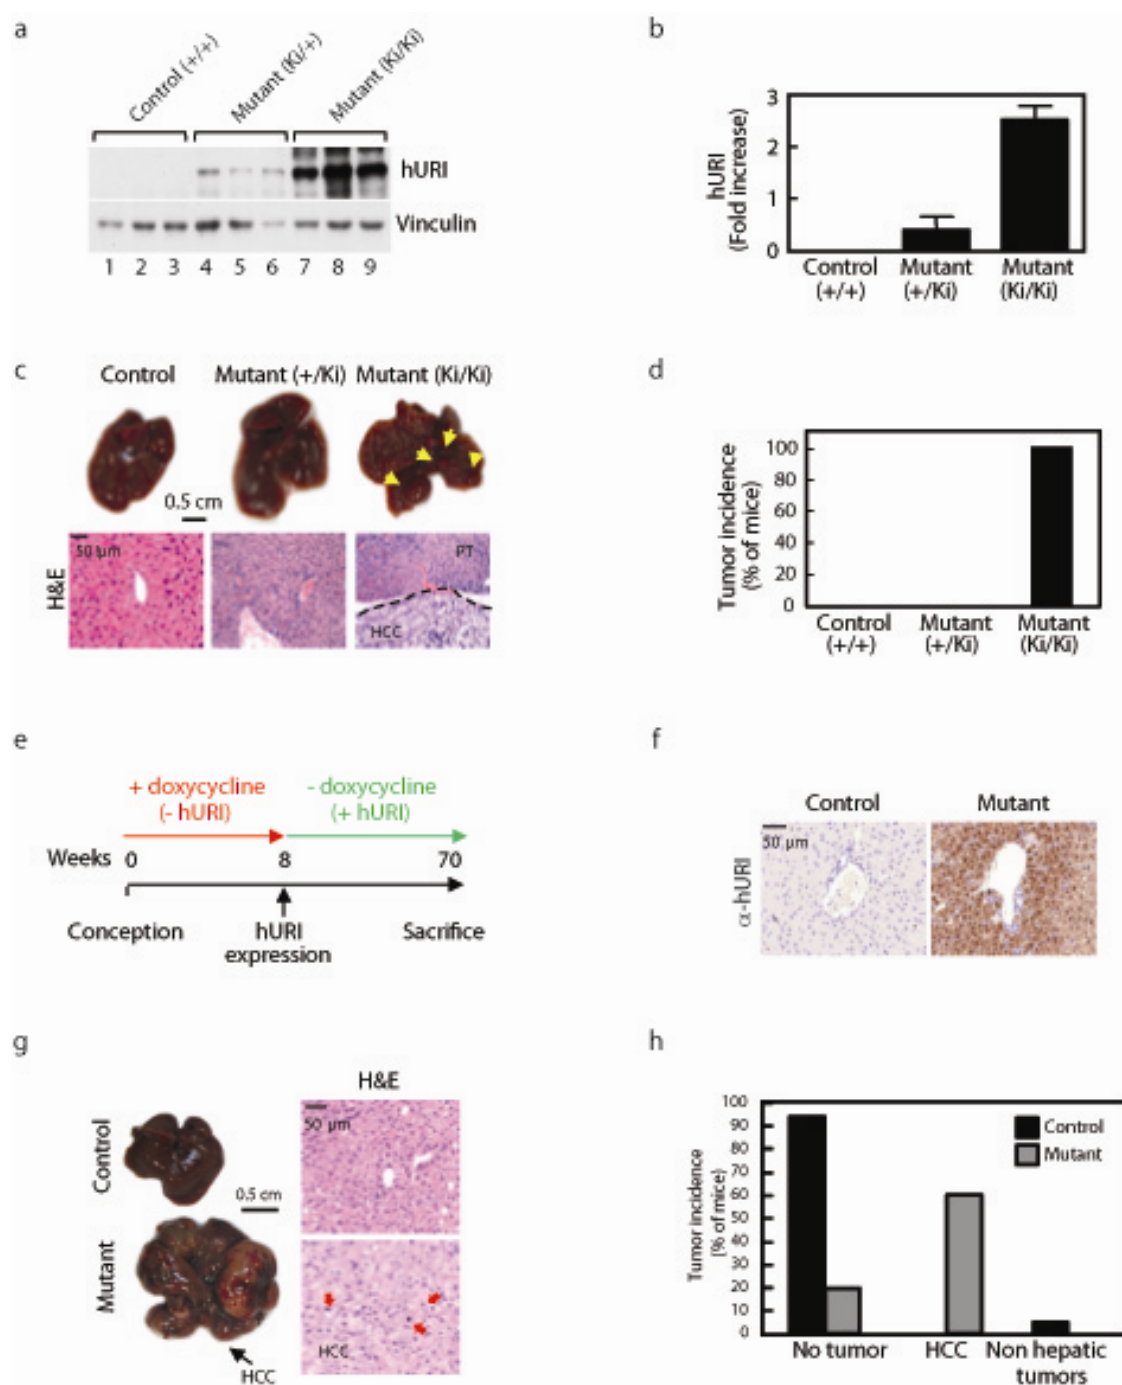 a
Control (+/+)
Mutant (Ki/+)
Mutant (Ki/Ki)
hURI
Vinculin
1 2 3 4 5 6 7 8 9
b
hURI
(Fold increase)
3
2
1
0
Control
(+/+)
Mutant
(+/Ki)
Mutant
(Ki/Ki)
c
Control Mutant (+/Ki) Mutant (Ki/Ki)
0.5 cm
H&E
50 µm
PT
HCC
d
Tumor incidence
(% of mice)
100
80
60
40
20
0
Control
(+/+)
Mutant
(+/Ki)
Mutant
(Ki/Ki)
e
+ doxycycline
(- hURI)
- doxycycline
(+ hURI)
Weeks 0 8 70
Conception
hURI
expression
Sacrifice
f
Control Mutant
α-hURI
50 µm
g
H&E
Control
50 µm
0.5 cm
Mutant
HCC
HCC
h
Tumor incidence
(% of mice)
100
90
80
70
60
50
40
30
20
10
0
Control
Mutant
No tumor
HCC
Non hepatic
tumors